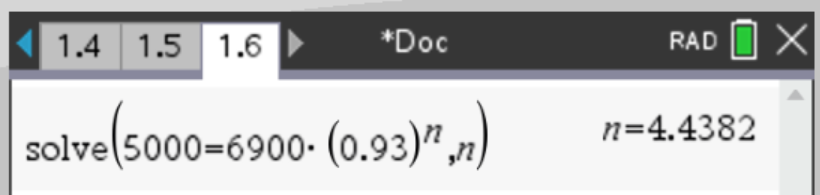 1.4 1.5 1.6 *Doc RAD
solve(5000=6900·(0.93)ⁿ,n) n=4.4382